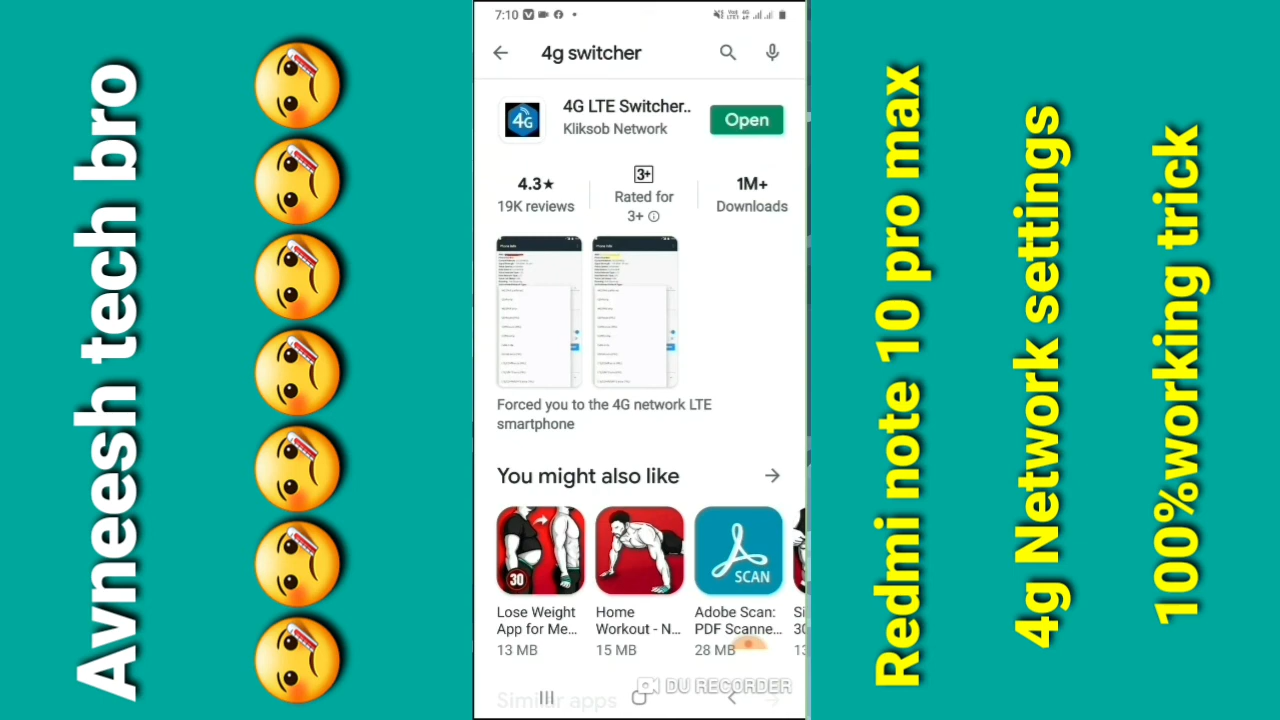 Avneesh tech bro
7:10
4g switcher
4G LTE Switcher..
Kliksob Network
Open
4.3★
19K reviews
3+
Rated for
3+
1M+
Downloads
Forced you to the 4G network LTE
smartphone
You might also like
30
SCAN
Lose Weight
App for Me...
13 MB
Home
Workout - N...
15 MB
Adobe Scan:
PDF Scanne...
28 MB
Similar apps
DU RECORDER
Redmi note 10 pro max
4g Network settings
100%working trick